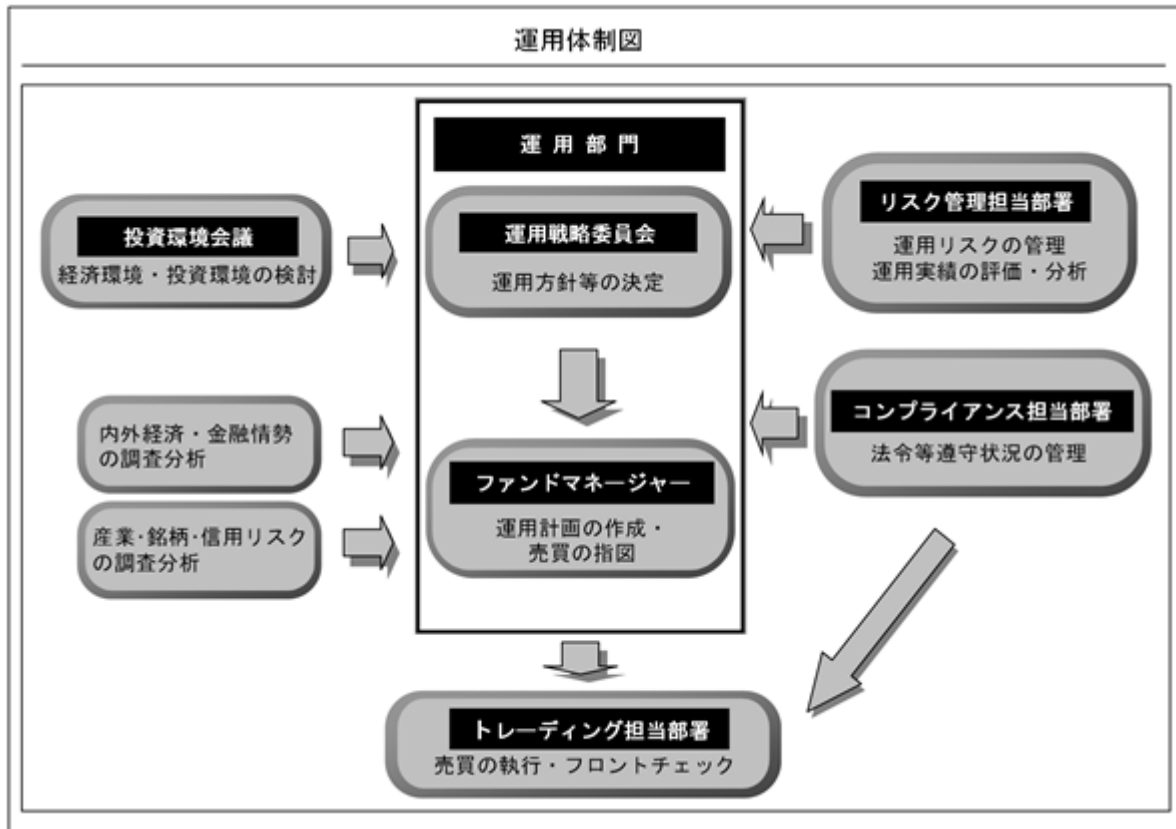 運用体制図
運用部門
投資環境会議
経済環境・投資環境の検討
運用戦略委員会
運用方針等の決定
リスク管理担当部署
運用リスクの管理
運用実績の評価・分析
内外経済・金融情勢
の調査分析
産業・銘柄・信用リスク
の調査分析
ファンドマネージャー
運用計画の作成・
売買の指図
コンプライアンス担当部署
法令等遵守状況の管理
トレーディング担当部署
売買の執行・フロントチェック